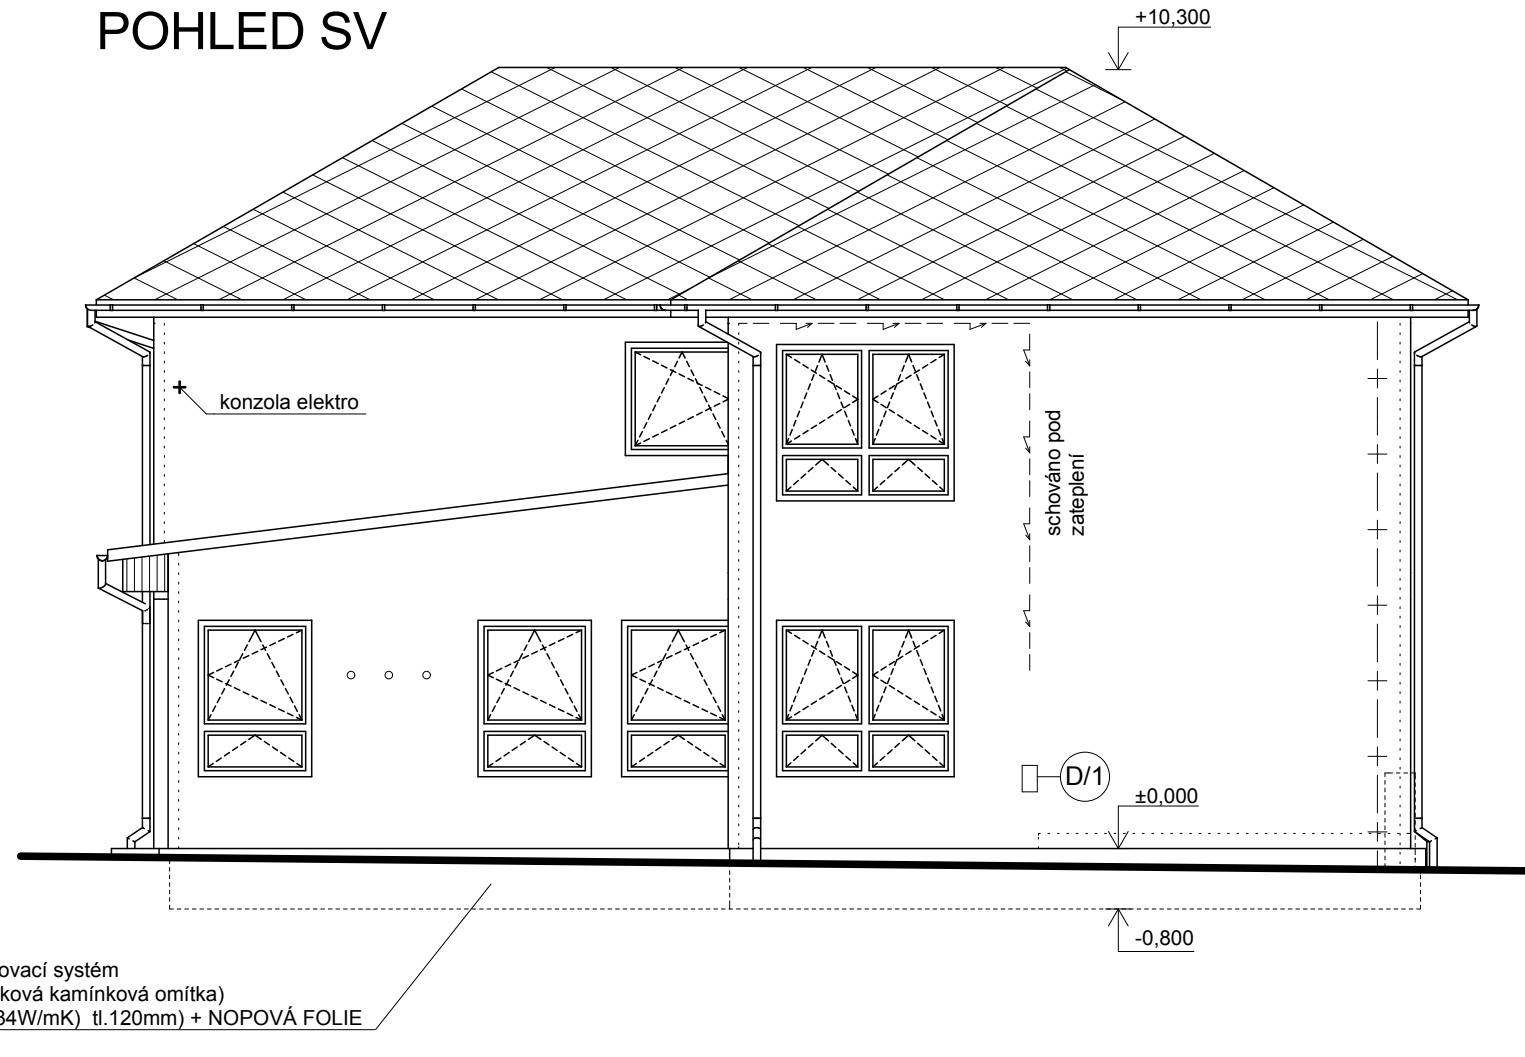 POHLED SV
+10,300
konzola elektro
schováno pod
zateplení
D/1
±0,000
-0,800
ovací systém
ková kamínková omítka)
34W/mK) tl.120mm) + NOPOVÁ FOLIE